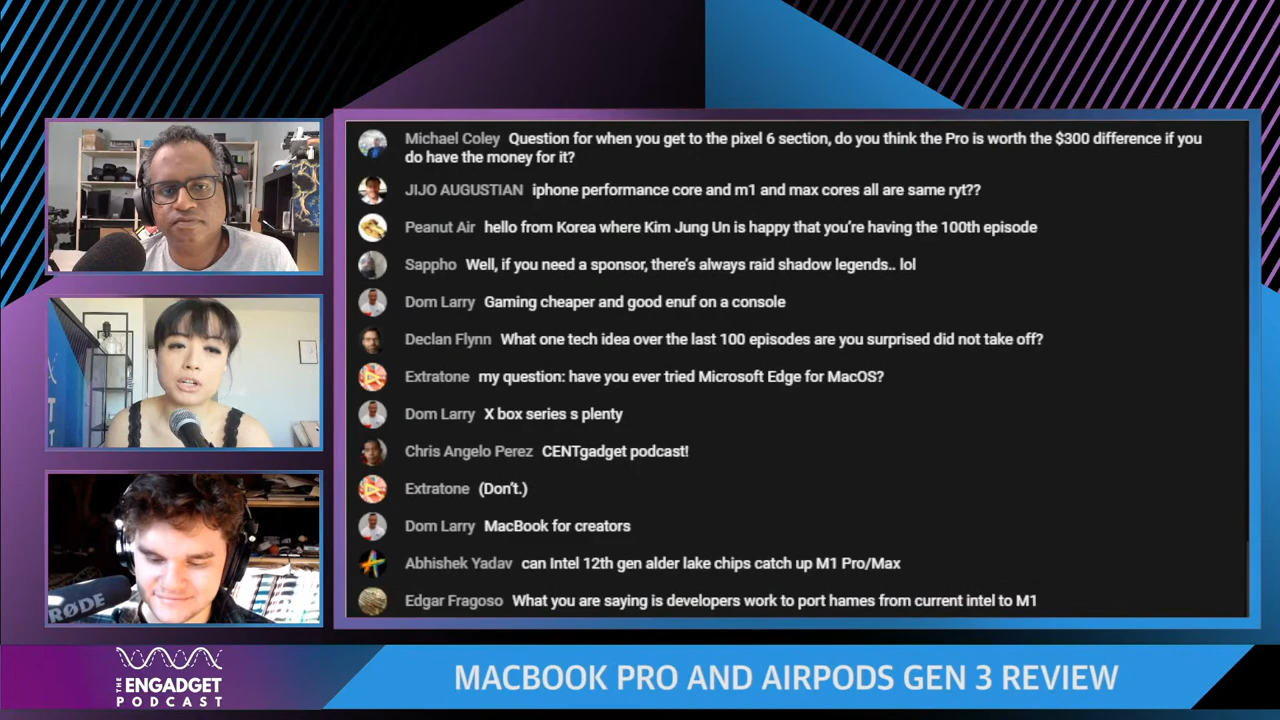 Michael Coley Question for when you get to the pixel 6 section, do you think the Pro is worth the $300 difference if you
do have the money for it?
JIJO AUGUSTIAN iphone performance core and m1 and max cores all are same ryt??
Peanut Air hello from Korea where Kim Jung Un is happy that you're having the 100th episode
Sappho Well, if you need a sponsor, there's always raid shadow legends.. lol
Dom Larry Gaming cheaper and good enuf on a console
Declan Flynn What one tech idea over the last 100 episodes are you surprised did not take off?
Extratone my question: have you ever tried Microsoft Edge for MacOS?
Dom Larry X box series s plenty
Chris Angelo Perez CENTgadget podcast!
Extratone (Don't.)
Dom Larry MacBook for creators
Abhishek Yadav can Intel 12th gen alder lake chips catch up M1 Pro/Max
Edgar Fragoso What you are saying is developers work to port hames from current intel to M1
RØDE
THE
ENGADGET
PODCAST
MACBOOK PRO AND AIRPODS GEN 3 REVIEW